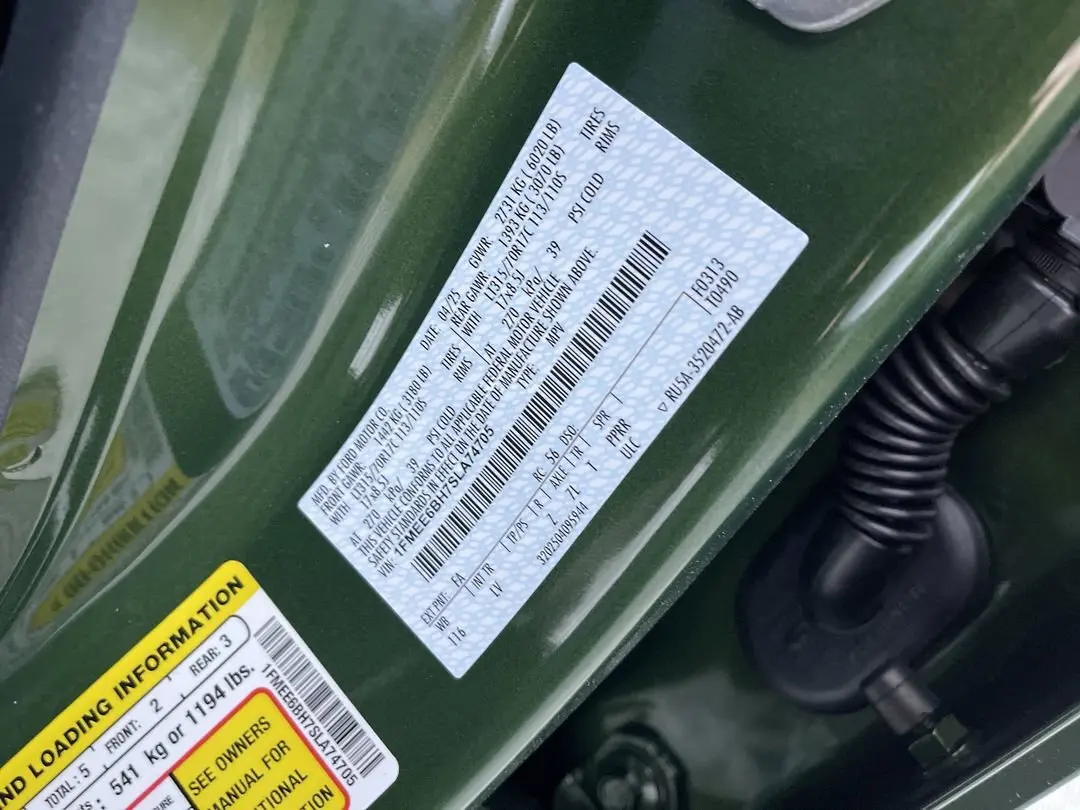 MFD. BY FORD MOTOR CO.
DATE: 04/25 GVWR: 2731 KG ( 6020 LB)
FRONT GAWR: REAR GAWR: 1393 KG ( 3070 LB)
WITH LT315/70R17C 113/110S TIRES WITH LT315/70R17C 113/110S TIRES
17x8.5J RIMS 17x8.5J RIMS
AT 270 kPa/ 39 PSI COLD AT 270 kPa/ 39 PSI COLD
THIS VEHICLE CONFORMS TO ALL APPLICABLE FEDERAL MOTOR VEHICLE
SAFETY STANDARDS IN EFFECT ON THE DATE OF MANUFACTURE SHOWN ABOVE.
VIN: 1FMEE6BH7SLA74705
TYPE: MPV
EXT PNT: FA RC: 56 DSO: F0313
WB INT TR TP/PS R AXLE TR SPR T0490
116 LV Z ZL T PPRR
320250409S944 ULC
▽ RU5A-3520472-AB
ND LOADING INFORMATION
TOTAL : 5 FRONT: 2 REAR: 3
541 kg or 1194 lbs.
1FMEE6BH7SLA74705
SEE OWNERS
MANUAL FOR